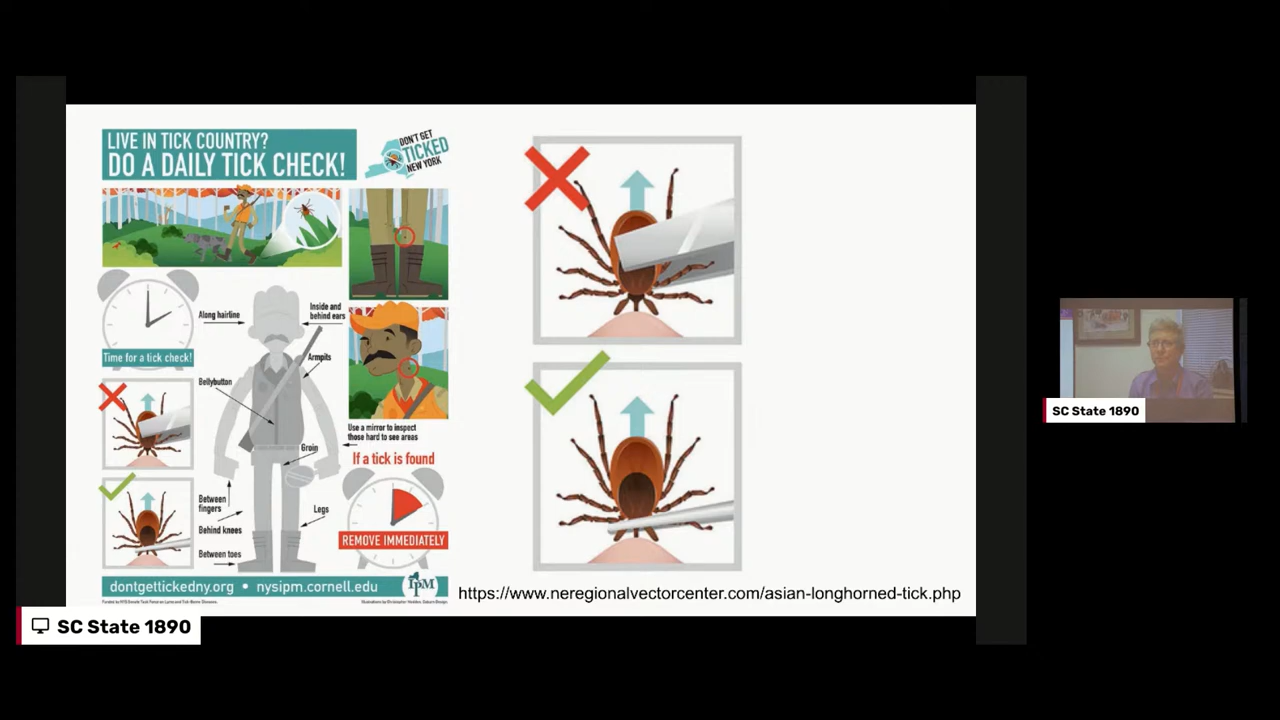 LIVE IN TICK COUNTRY?
DO A DAILY TICK CHECK!
DON'T GET
TICKED
NEW YORK
Time for a tick check!
Along hairline
Inside and
behind ears
Armpits
Bellybutton
Groin
Between
fingers
Behind knees
Between toes
Legs
Use a mirror to inspect
those hard to see areas
If a tick is found
REMOVE IMMEDIATELY
dontgettickedny.org • nysipm.cornell.edu
IPM
https://www.neregionalvectorcenter.com/asian-longhorned-tick.php
SC State 1890
SC State 1890